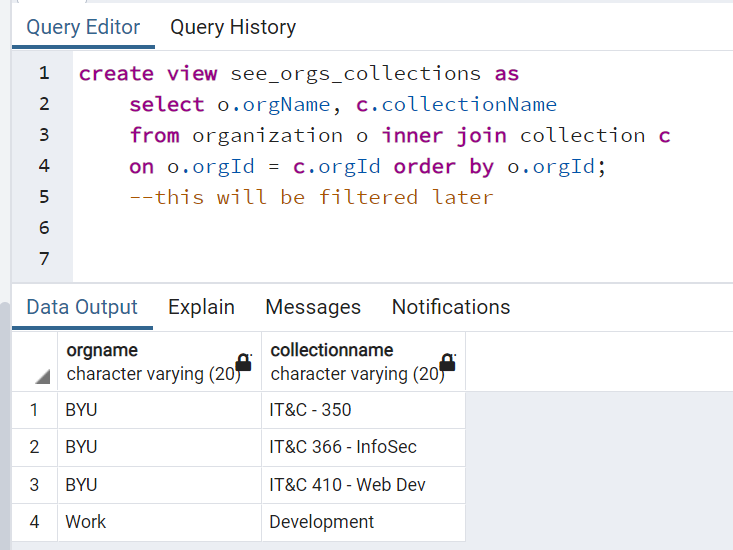 Query Editor Query History
1 create view see_orgs_collections as
2 select o.orgName, c.collectionName
3 from organization o inner join collection c
4 on o.orgId = c.orgId order by o.orgId;
5 --this will be filtered later
6
7
Data Output Explain Messages Notifications
orgname collectionname
character varying (20) character varying (20)
1 BYU IT&C - 350
2 BYU IT&C 366 - InfoSec
3 BYU IT&C 410 - Web Dev
4 Work Development